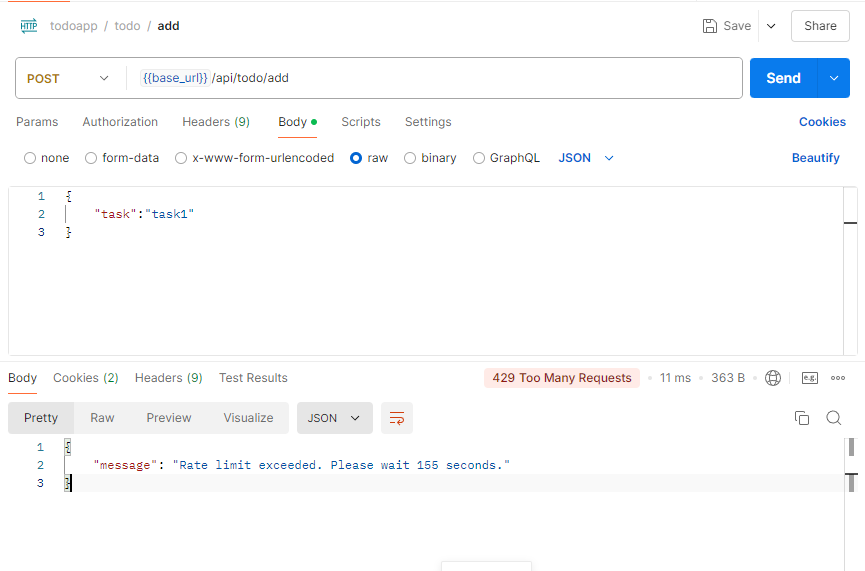 HTTP todoapp / todo / add Save Share
POST {{base_url}} /api/todo/add Send
Params Authorization Headers (9) Body Scripts Settings Cookies
none form-data x-www-form-urlencoded raw binary GraphQL JSON Beautify
1 {
2 "task":"task1"
3 }
Body Cookies (2) Headers (9) Test Results 429 Too Many Requests • 11 ms • 363 B • e.g.
Pretty Raw Preview Visualize JSON
1 {
2 "message": "Rate limit exceeded. Please wait 155 seconds."
3 }